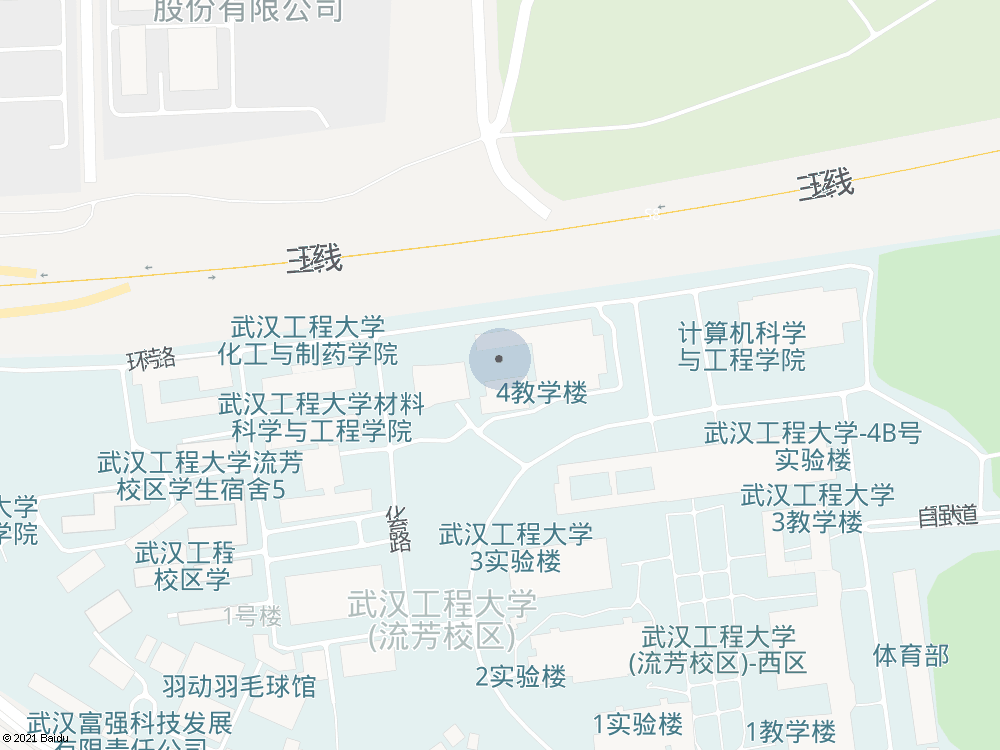 股份有限公司
三环线
三环线
58
武汉工程大学
化工与制药学院
计算机科学
与工程学院
环劳路
4教学楼
武汉工程大学材料
科学与工程学院
武汉工程大学-4B号
实验楼
武汉工程大学流芳
校区学生宿舍5
武汉工程大学
3教学楼
大学
学院
化育路
自强大道
武汉工程大学
3实验楼
武汉工程
校区学
1号楼
武汉工程大学
(流芳校区)
武汉工程大学
(流芳校区)-西区
体育部
2实验楼
羽动羽毛球馆
武汉富强科技发展
有限责任公司
1实验楼
1教学楼
© 2021 Baidu